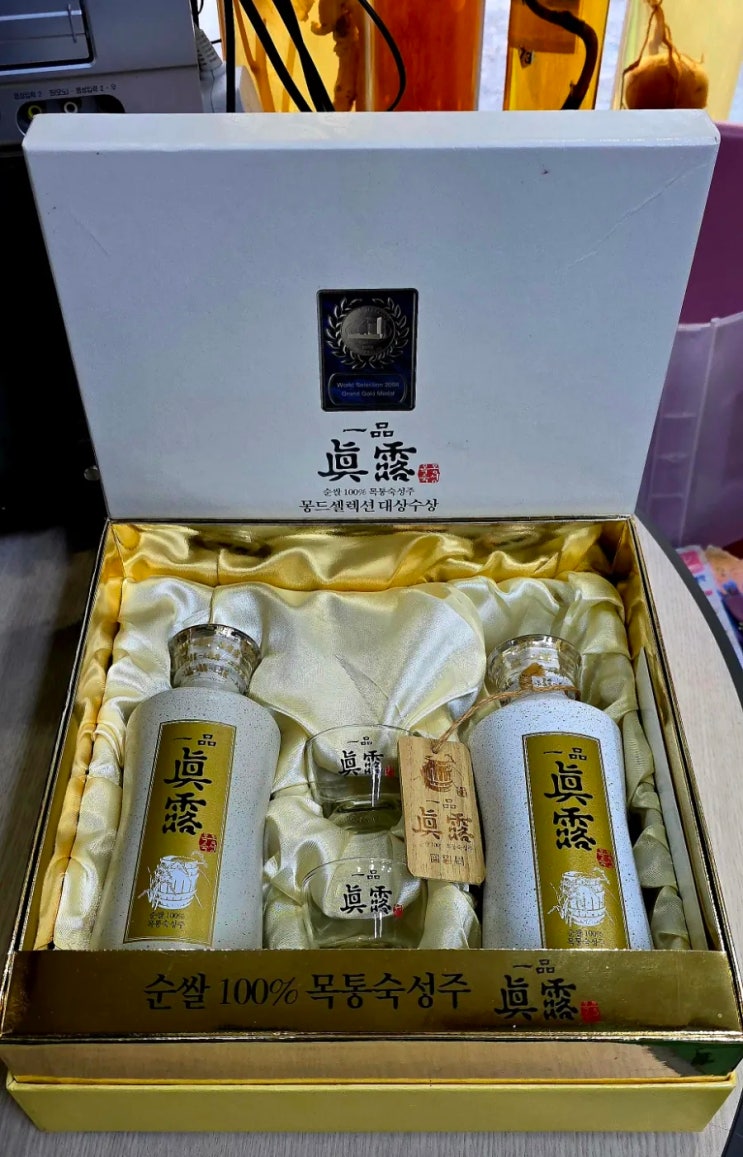 World Selection 2008
Grand Gold Medal
一品
眞露
순쌀 100% 목통숙성주
몽드셀렉션 대상수상
一品
眞露
순쌀 100%
목통숙성주
一品
眞露
一品
眞露
一品
眞露
一品
眞露
순쌀 100%
목통숙성주
순쌀 100% 목통숙성주
一品
眞露